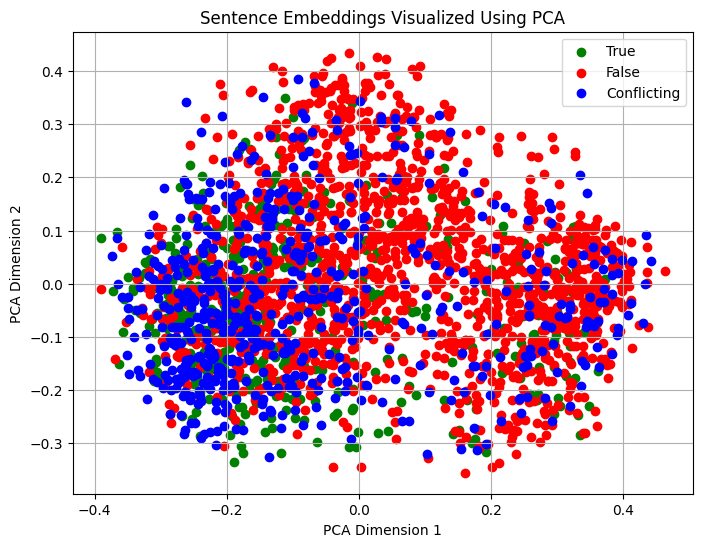 Sentence Embeddings Visualized Using PCA
True
False
Conflicting
0.4
0.3
0.2
0.1
0.0
−0.1
−0.2
−0.3
PCA Dimension 2
−0.4
−0.2
0.0
0.2
0.4
PCA Dimension 1